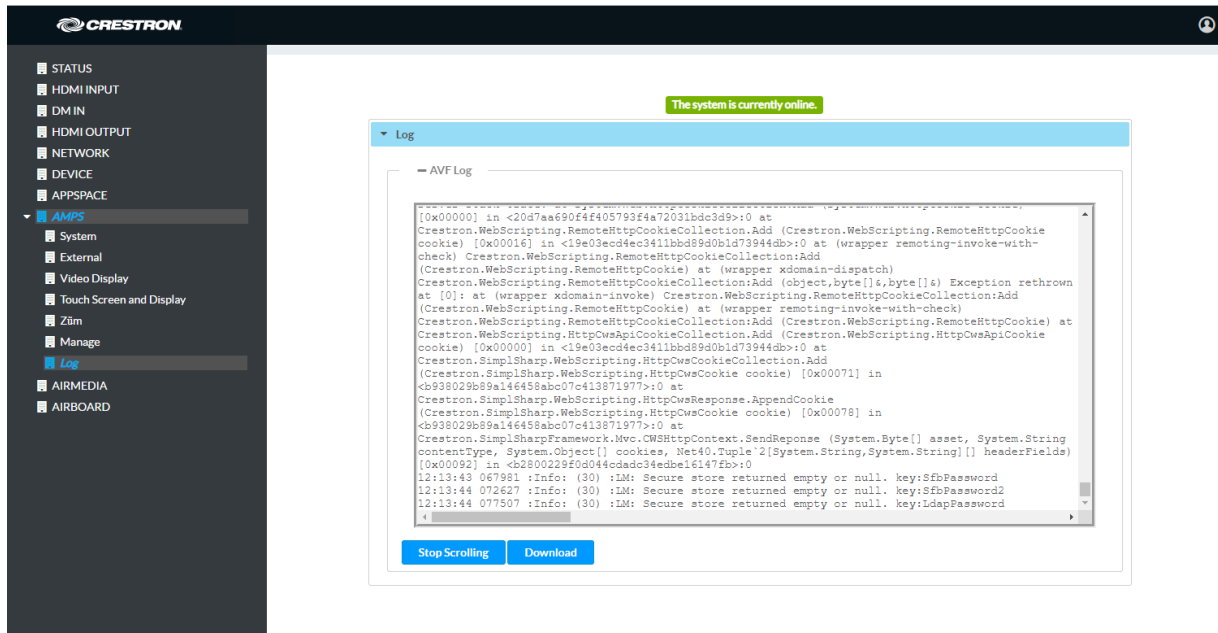 CRESTRON
STATUS
HDMI INPUT
DM IN
HDMI OUTPUT
NETWORK
DEVICE
APPSPACE
AMPS
System
External
Video Display
Touch Screen and Display
Züm
Manage
Log
AIRMEDIA
AIRBOARD
The system is currently online.
Log
AVF Log
[0x00000] in <20d7aa690f4f405793f4a72031bdc3d9>:0 at
Crestron.WebScripting.RemoteHttpCookieCollection.Add (Crestron.WebScripting.RemoteHttpCookie
cookie) [0x00016] in <19e03ecd4ec3411bbd89d0b1d73944db>:0 at (wrapper remoting-invoke-with-
check) Crestron.WebScripting.RemoteHttpCookieCollection:Add
(Crestron.WebScripting.RemoteHttpCookie) at (wrapper xdomain-dispatch)
Crestron.WebScripting.RemoteHttpCookieCollection:Add (object,byte[]&,byte[]&) Exception rethrown
at [0]: at (wrapper xdomain-invoke) Crestron.WebScripting.RemoteHttpCookieCollection:Add
(Crestron.WebScripting.RemoteHttpCookie) at (wrapper remoting-invoke-with-check)
Crestron.WebScripting.RemoteHttpCookieCollection:Add (Crestron.WebScripting.RemoteHttpCookie) at
Crestron.WebScripting.HttpCwsApiCookieCollection.Add (Crestron.WebScripting.HttpCwsApiCookie
cookie) [0x00000] in <19e03ecd4ec3411bbd89d0b1d73944db>:0 at
Crestron.SimplSharp.WebScripting.HttpCwsCookieCollection.Add
(Crestron.SimplSharp.WebScripting.HttpCwsCookie cookie) [0x00071] in
<b938029b89a146458abc07c413871977>:0 at
Crestron.SimplSharp.WebScripting.HttpCwsResponse.AppendCookie
(Crestron.SimplSharp.WebScripting.HttpCwsCookie cookie) [0x00078] in
<b938029b89a146458abc07c413871977>:0 at
Crestron.SimplSharpFramework.Mvc.CWSHttpContext.SendReponse (System.Byte[] asset, System.String
contentType, System.Object[] cookies, Net40.Tuple`2[System.String,System.String][] headerFields)
[0x00092] in <b2800229f0d044cdadc34edbe16147fb>:0
12:13:43 067981 :Info: (30) :LM: Secure store returned empty or null. key:SfbPassword
12:13:44 072627 :Info: (30) :LM: Secure store returned empty or null. key:SfbPassword2
12:13:44 077507 :Info: (30) :LM: Secure store returned empty or null. key:LdapPassword
Stop Scrolling
Download